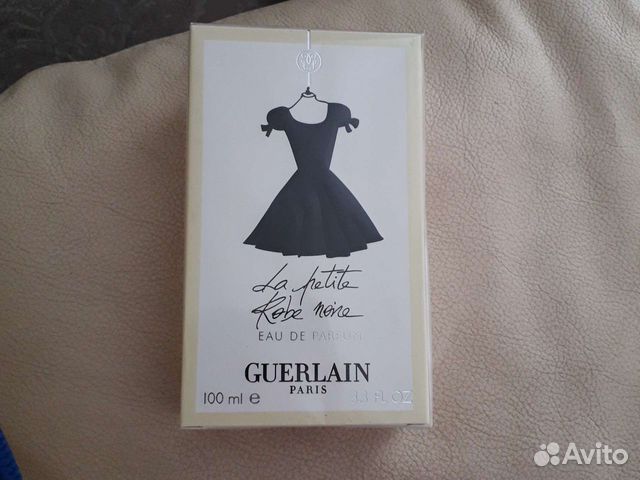 La petite
Robe noire
EAU DE PARFUM
GUERLAIN
PARIS
100 ml e 3.3 FL OZ
Avito